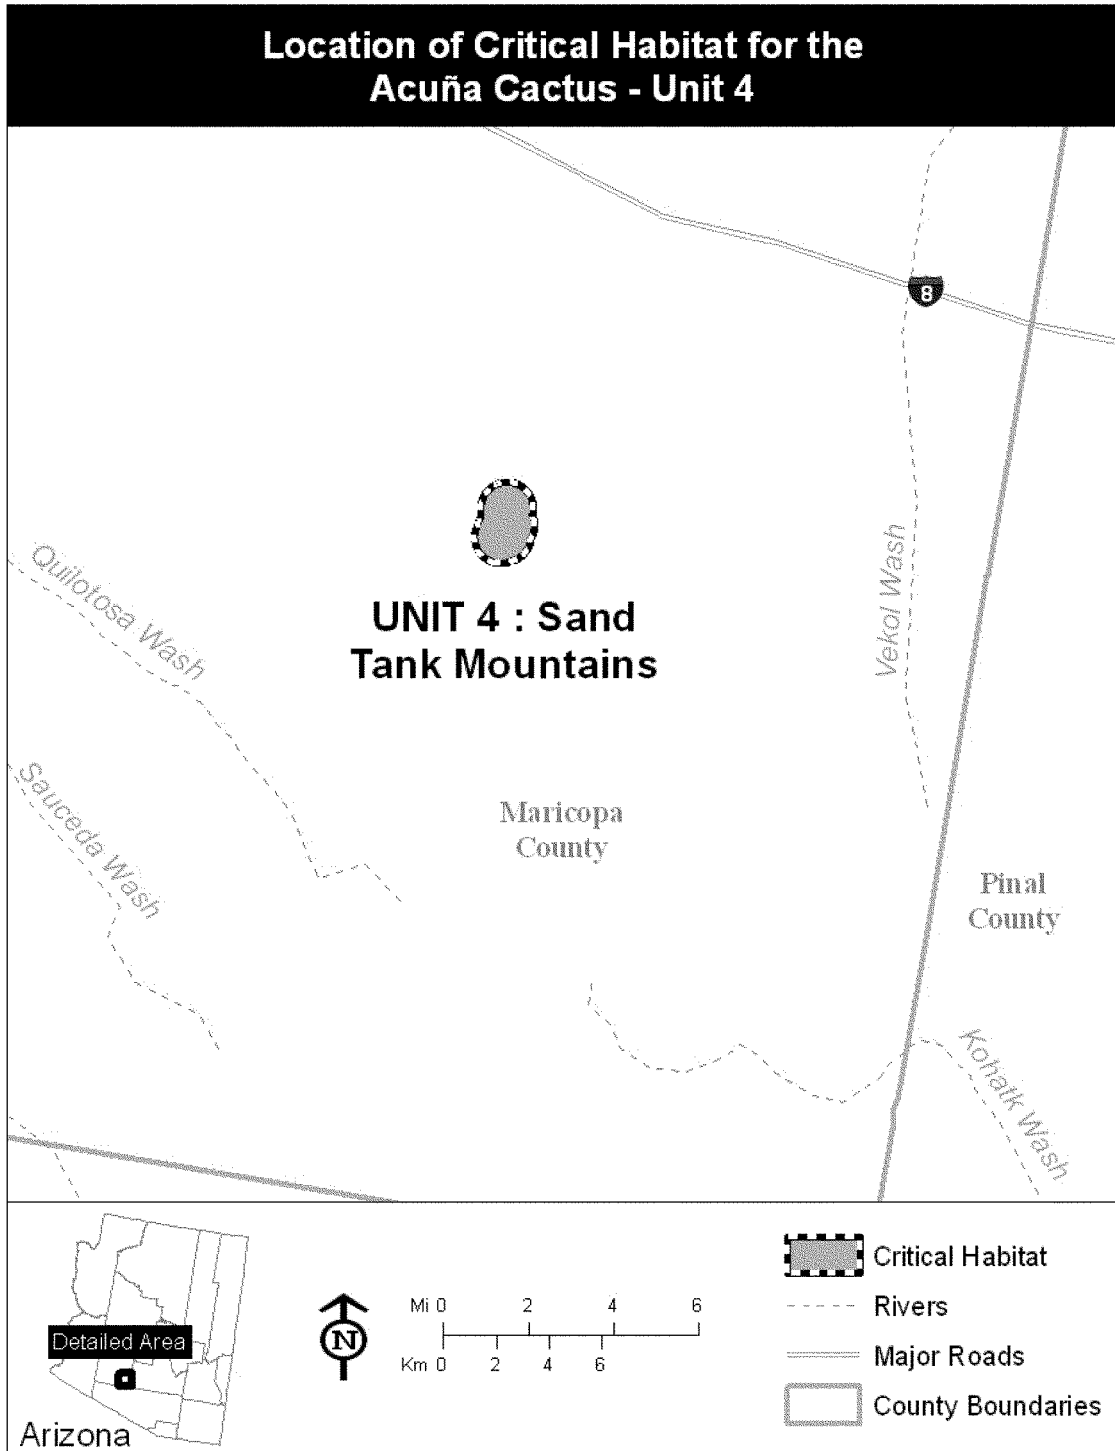 Location of Critical Habitat for the
Acuña Cactus - Unit 4
8
Quilotosa Wash
UNIT 4 : Sand
Tank Mountains
Vekol Wash
Sauceda Wash
Maricopa
County
Pinal
County
Kohatk Wash
Detailed Area
Arizona
N
Mi 0 2 4 6
Km 0 2 4 6
Critical Habitat
Rivers
Major Roads
County Boundaries